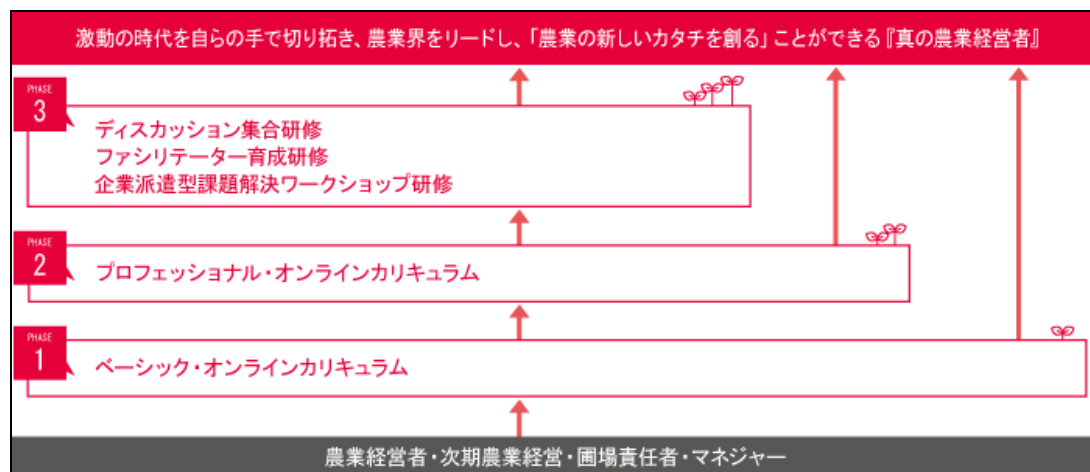 激動の時代を自らの手で切り拓き、農業界をリードし、「農業の新しいカタチを創る」ことができる『真の農業経営者』
PHASE
3
ディスカッション集合研修
ファシリテーター育成研修
企業派遣型課題解決ワークショップ研修
PHASE
2
プロフェッショナル・オンラインカリキュラム
PHASE
1
ベーシック・オンラインカリキュラム
農業経営者・次期農業経営・圃場責任者・マネジャー